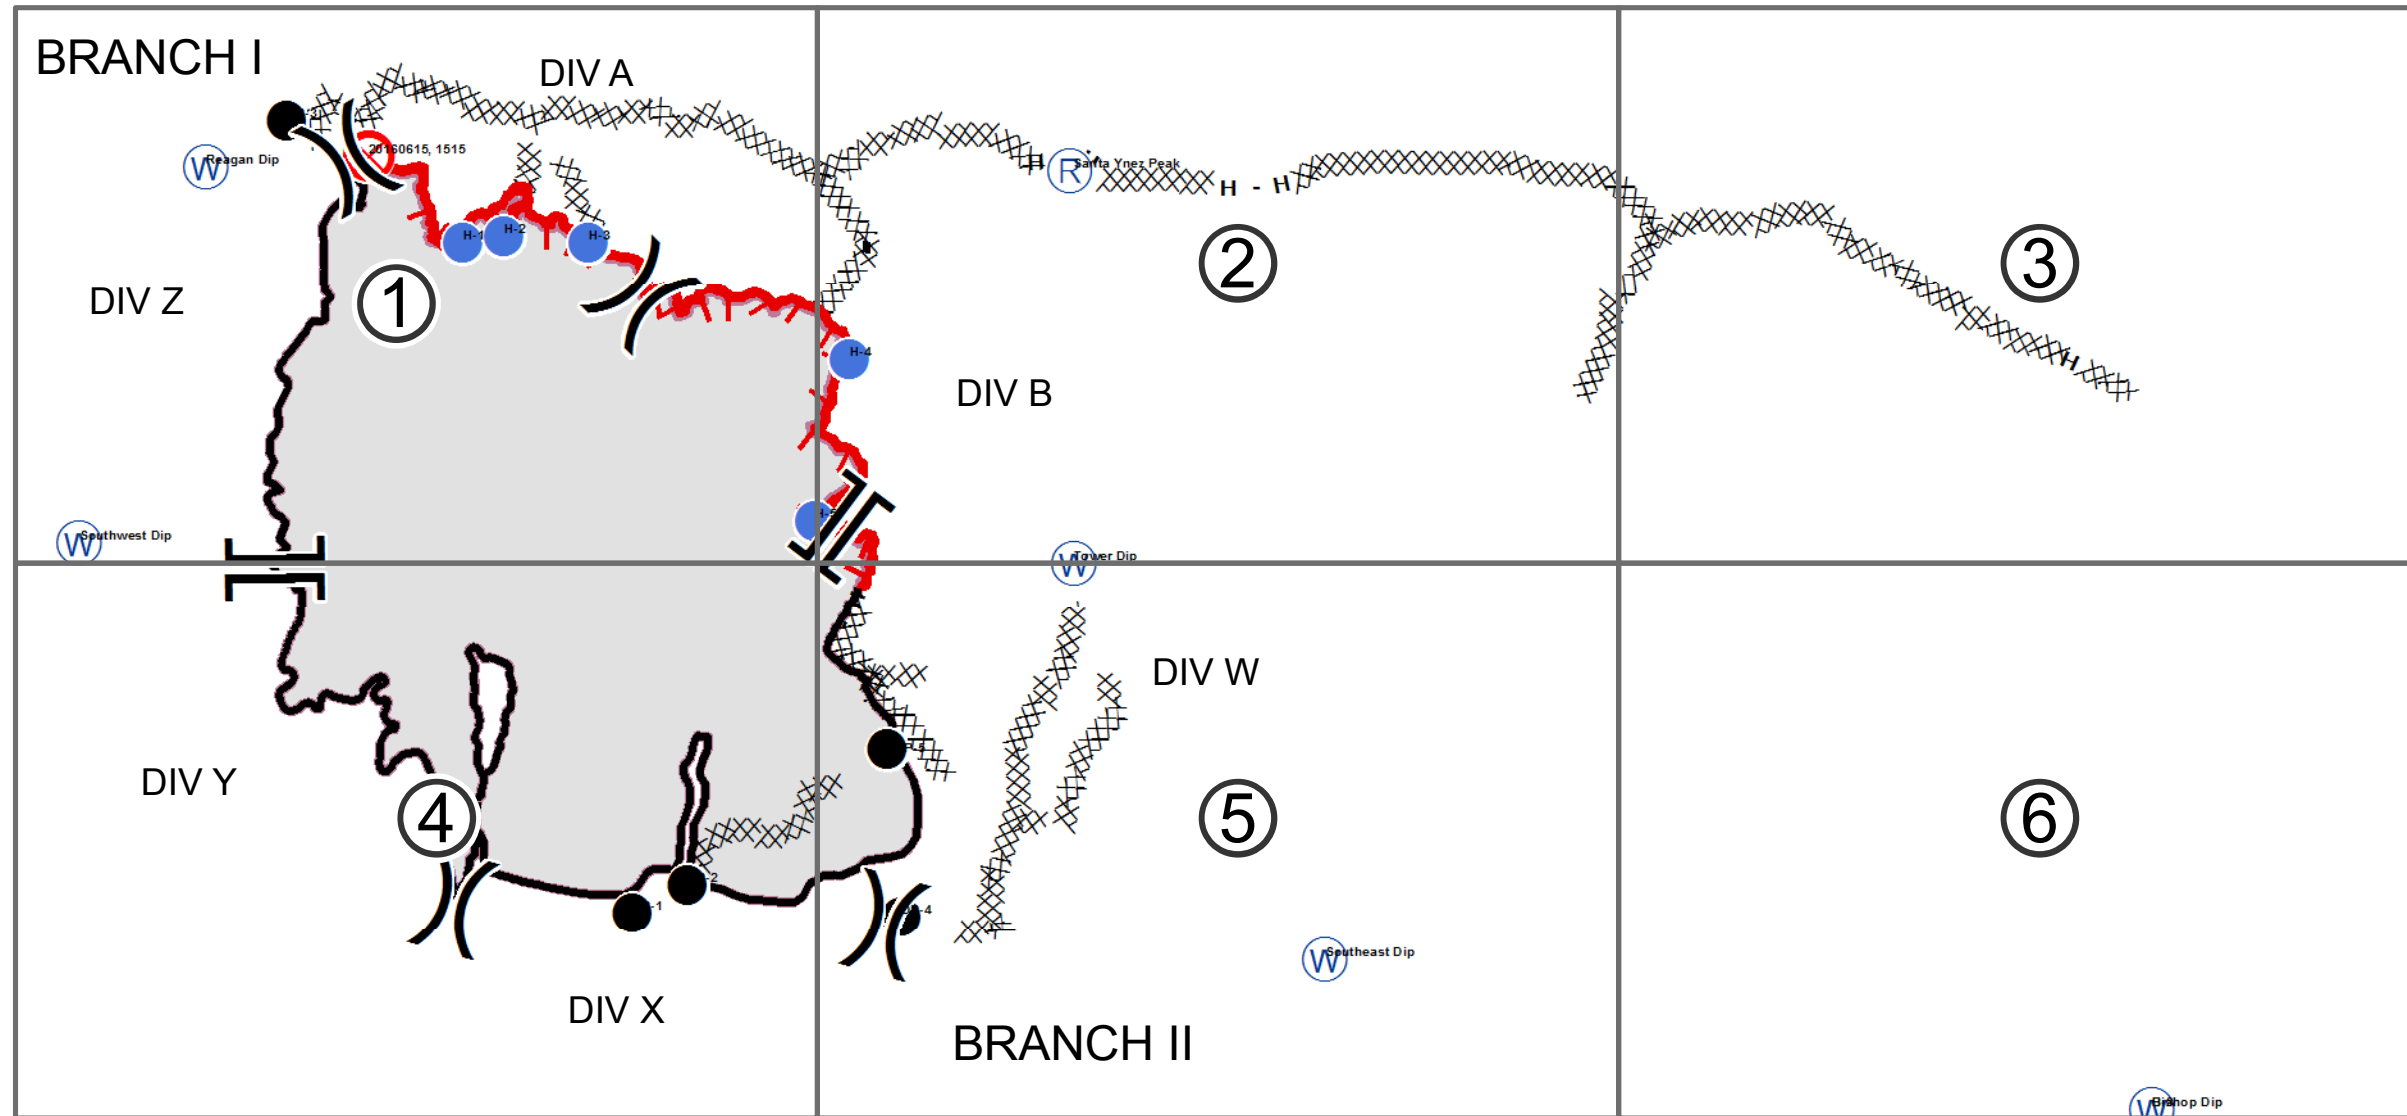 BRANCH I
DIV A
20160615, 1515
W Reagan Dip
R Santa Ynez Peak
H
H - H
H-1
H-2
H-3
DIV Z
1
2
3
H-4
H
DIV B
H-5
W Southwest Dip
W Tower Dip
DIV W
DIV Y
4
5
6
W Southeast Dip
DIV X
BRANCH II
W Bishop Dip